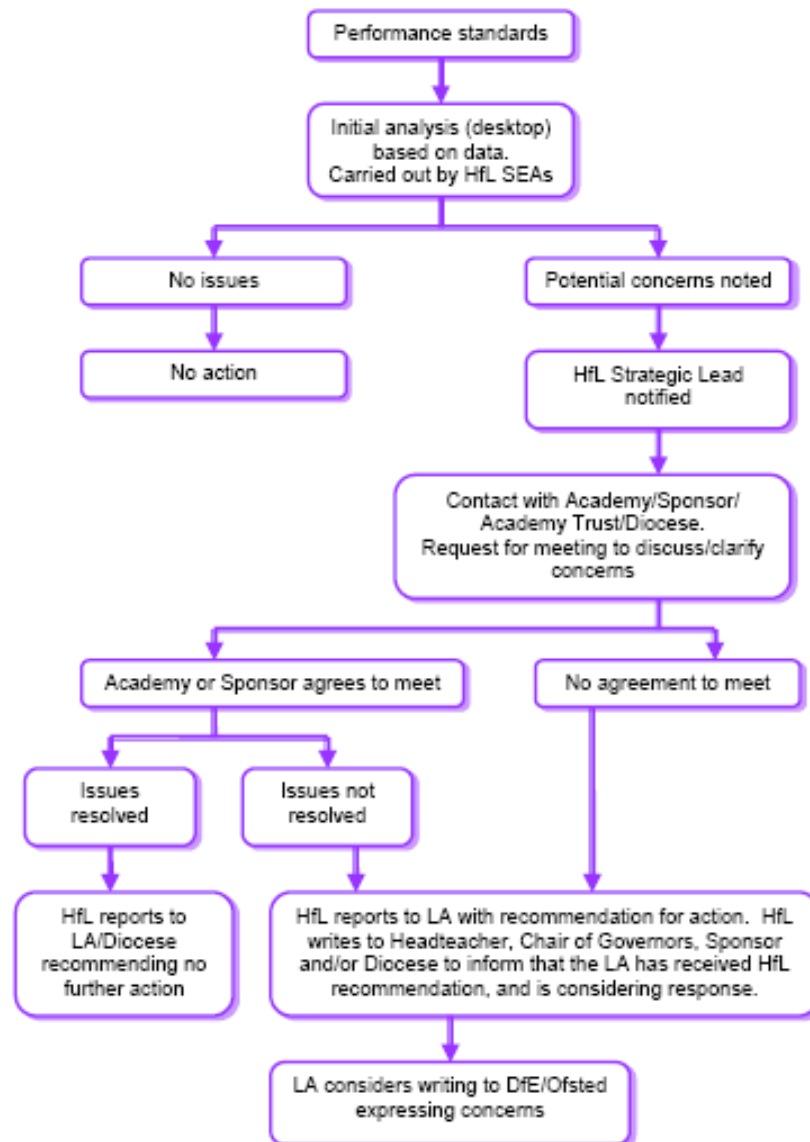 Performance standards
Initial analysis (desktop)
based on data.
Carried out by HfL SEAs
No issues
Potential concerns noted
No action
HfL Strategic Lead
notified
Contact with Academy/Sponsor/
Academy Trust/Diocese.
Request for meeting to discuss/clarify
concerns
Academy or Sponsor agrees to meet
No agreement to meet
Issues
resolved
Issues not
resolved
HfL reports to
LA/Diocese
recommending no
further action
HfL reports to LA with recommendation for action.  HfL
writes to Headteacher, Chair of Governors, Sponsor
and/or Diocese to inform that the LA has received HfL
recommendation, and is considering response.
LA considers writing to DfE/Ofsted
expressing concerns